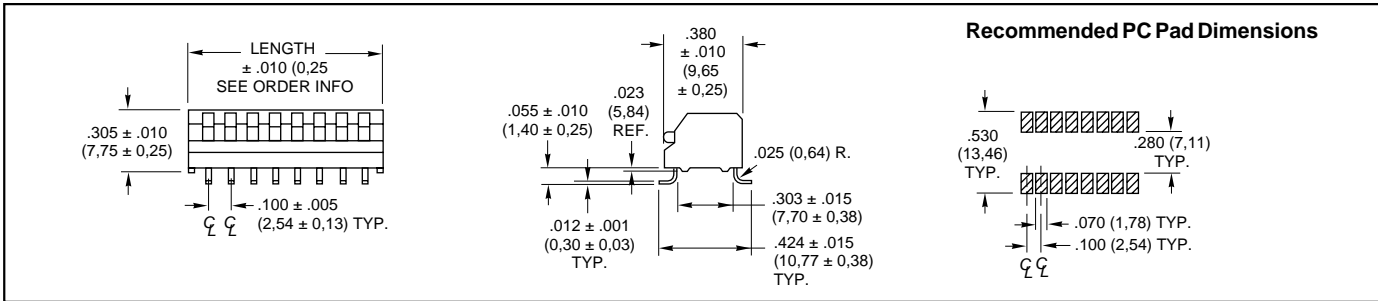 LENGTH
± .010 (0,25
SEE ORDER INFO
.305 ± .010
(7,75 ± 0,25)
.100 ± .005
(2,54 ± 0,13) TYP.
℄ ℄
.380
± .010
(9,65
± 0,25)
.023
(5,84)
REF.
.055 ± .010
(1,40 ± 0,25)
.025 (0,64) R.
.012 ± .001
(0,30 ± 0,03)
TYP.
.303 ± .015
(7,70 ± 0,38)
.424 ± .015
(10,77 ± 0,38)
TYP.
Recommended PC Pad Dimensions
.530
(13,46)
TYP.
.280 (7,11)
TYP.
.070 (1,78) TYP.
.100 (2,54) TYP.
℄ ℄